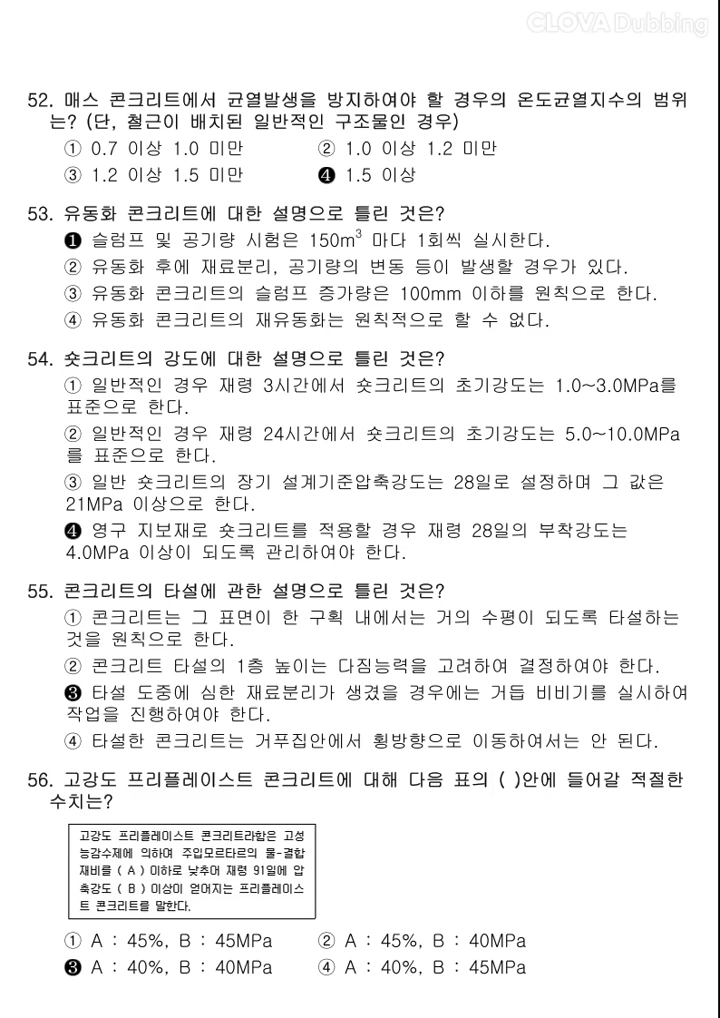 CLOVA Dubbing
52. 매스 콘크리트에서 균열발생을 방지하여야 할 경우의 온도균열지수의 범위
는? (단, 철근이 배치된 일반적인 구조물인 경우)
① 0.7 이상 1.0 미만 ② 1.0 이상 1.2 미만
③ 1.2 이상 1.5 미만 ❹ 1.5 이상
53. 유동화 콘크리트에 대한 설명으로 틀린 것은?
❶ 슬럼프 및 공기량 시험은 150m³ 마다 1회씩 실시한다.
② 유동화 후에 재료분리, 공기량의 변동 등이 발생할 경우가 있다.
③ 유동화 콘크리트의 슬럼프 증가량은 100mm 이하를 원칙으로 한다.
④ 유동화 콘크리트의 재유동화는 원칙적으로 할 수 없다.
54. 숏크리트의 강도에 대한 설명으로 틀린 것은?
① 일반적인 경우 재령 3시간에서 숏크리트의 초기강도는 1.0~3.0MPa를
표준으로 한다.
② 일반적인 경우 재령 24시간에서 숏크리트의 초기강도는 5.0~10.0MPa
를 표준으로 한다.
③ 일반 숏크리트의 장기 설계기준압축강도는 28일로 설정하며 그 값은
21MPa 이상으로 한다.
❹ 영구 지보재로 숏크리트를 적용할 경우 재령 28일의 부착강도는
4.0MPa 이상이 되도록 관리하여야 한다.
55. 콘크리트의 타설에 관한 설명으로 틀린 것은?
① 콘크리트는 그 표면이 한 구획 내에서는 거의 수평이 되도록 타설하는
것을 원칙으로 한다.
② 콘크리트 타설의 1층 높이는 다짐능력을 고려하여 결정하여야 한다.
❸ 타설 도중에 심한 재료분리가 생겼을 경우에는 거듭 비비기를 실시하여
작업을 진행하여야 한다.
④ 타설한 콘크리트는 거푸집안에서 횡방향으로 이동하여서는 안 된다.
56. 고강도 프리플레이스트 콘크리트에 대해 다음 표의 ( )안에 들어갈 적절한
수치는?
고강도 프리플레이스트 콘크리트라함은 고성
능감수제에 의하며 주입모르타르의 물-결합
재비를 ( A ) 이하로 낮추어 재령 91일에 압
축강도 ( B ) 이상이 얻어지는 프리플레이스
트 콘크리트를 말한다.
① A : 45%, B : 45MPa ② A : 45%, B : 40MPa
❸ A : 40%, B : 40MPa ④ A : 40%, B : 45MPa